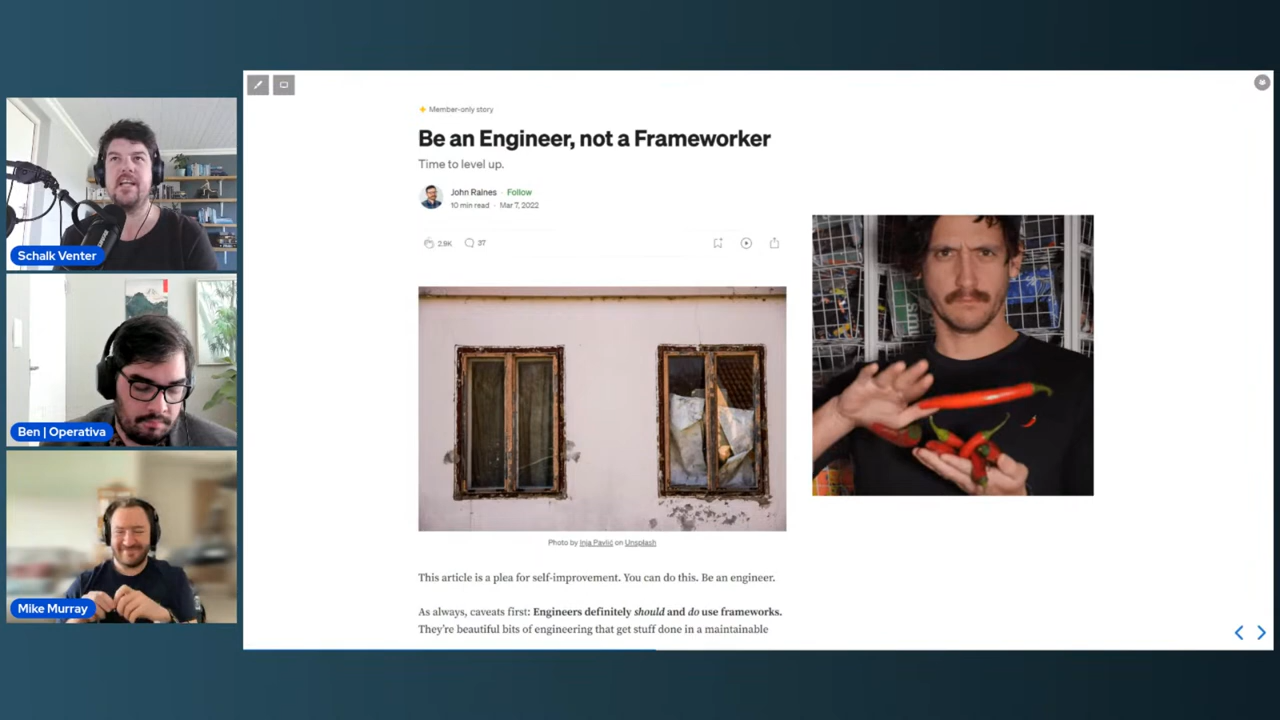 Schalk Venter
Ben | Operativa
Mike Murray
Member-only story
Be an Engineer, not a Frameworker
Time to level up.
John Raines · Follow
10 min read · Mar 7, 2022
2.9K 37
Photo by Inja Pavlić on Unsplash
This article is a plea for self-improvement. You can do this. Be an engineer.
As always, caveats first: Engineers definitely should and do use frameworks.
They're beautiful bits of engineering that get stuff done in a maintainable